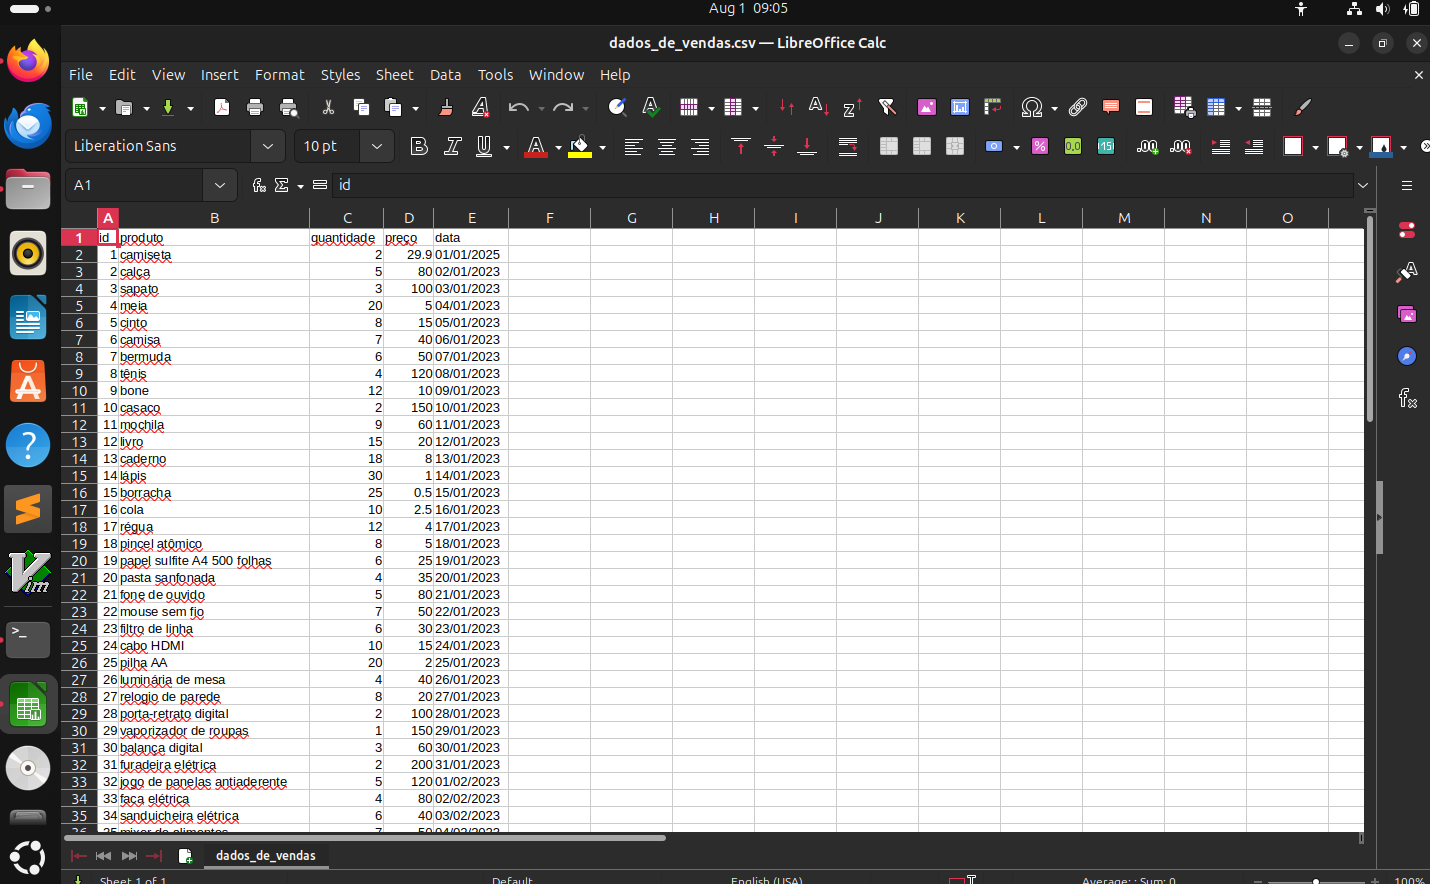 Aug 1 09:05
dados_de_vendas.csv — LibreOffice Calc
File Edit View Insert Format Styles Sheet Data Tools Window Help
Liberation Sans 10 pt
A1 id
A B C D E F G H I J K L M N O
1 id produto quantidade preço data
2 1 camiseta 2 29.9 01/01/2025
3 2 calça 5 80 02/01/2023
4 3 sapato 3 100 03/01/2023
5 4 meia 20 5 04/01/2023
6 5 cinto 8 15 05/01/2023
7 6 camisa 7 40 06/01/2023
8 7 bermuda 6 50 07/01/2023
9 8 tênis 4 120 08/01/2023
10 9 bone 12 10 09/01/2023
11 10 casaco 2 150 10/01/2023
12 11 mochila 9 60 11/01/2023
13 12 livro 15 20 12/01/2023
14 13 caderno 18 8 13/01/2023
15 14 lápis 30 1 14/01/2023
16 15 borracha 25 0.5 15/01/2023
17 16 cola 10 2.5 16/01/2023
18 17 régua 12 4 17/01/2023
19 18 pincel atômico 8 5 18/01/2023
20 19 papel sulfite A4 500 folhas 6 25 19/01/2023
21 20 pasta sanfonada 4 35 20/01/2023
22 21 fone de ouvido 5 80 21/01/2023
23 22 mouse sem fio 7 50 22/01/2023
24 23 filtro de linha 6 30 23/01/2023
25 24 cabo HDMI 10 15 24/01/2023
26 25 pilha AA 20 2 25/01/2023
27 26 luminária de mesa 4 40 26/01/2023
28 27 relogio de parede 8 20 27/01/2023
29 28 porta-retrato digital 2 100 28/01/2023
30 29 vaporizador de roupas 1 150 29/01/2023
31 30 balança digital 3 60 30/01/2023
32 31 furadeira elétrica 2 200 31/01/2023
33 32 jogo de panelas antiaderente 5 120 01/02/2023
34 33 faca elétrica 4 80 02/02/2023
35 34 sanduicheira elétrica 6 40 03/02/2023
36 35 mixer de alimentos 7 50 04/02/2023
dados_de_vendas
Sheet 1 of 1 Default English (USA) Average: ; Sum: 0 100%